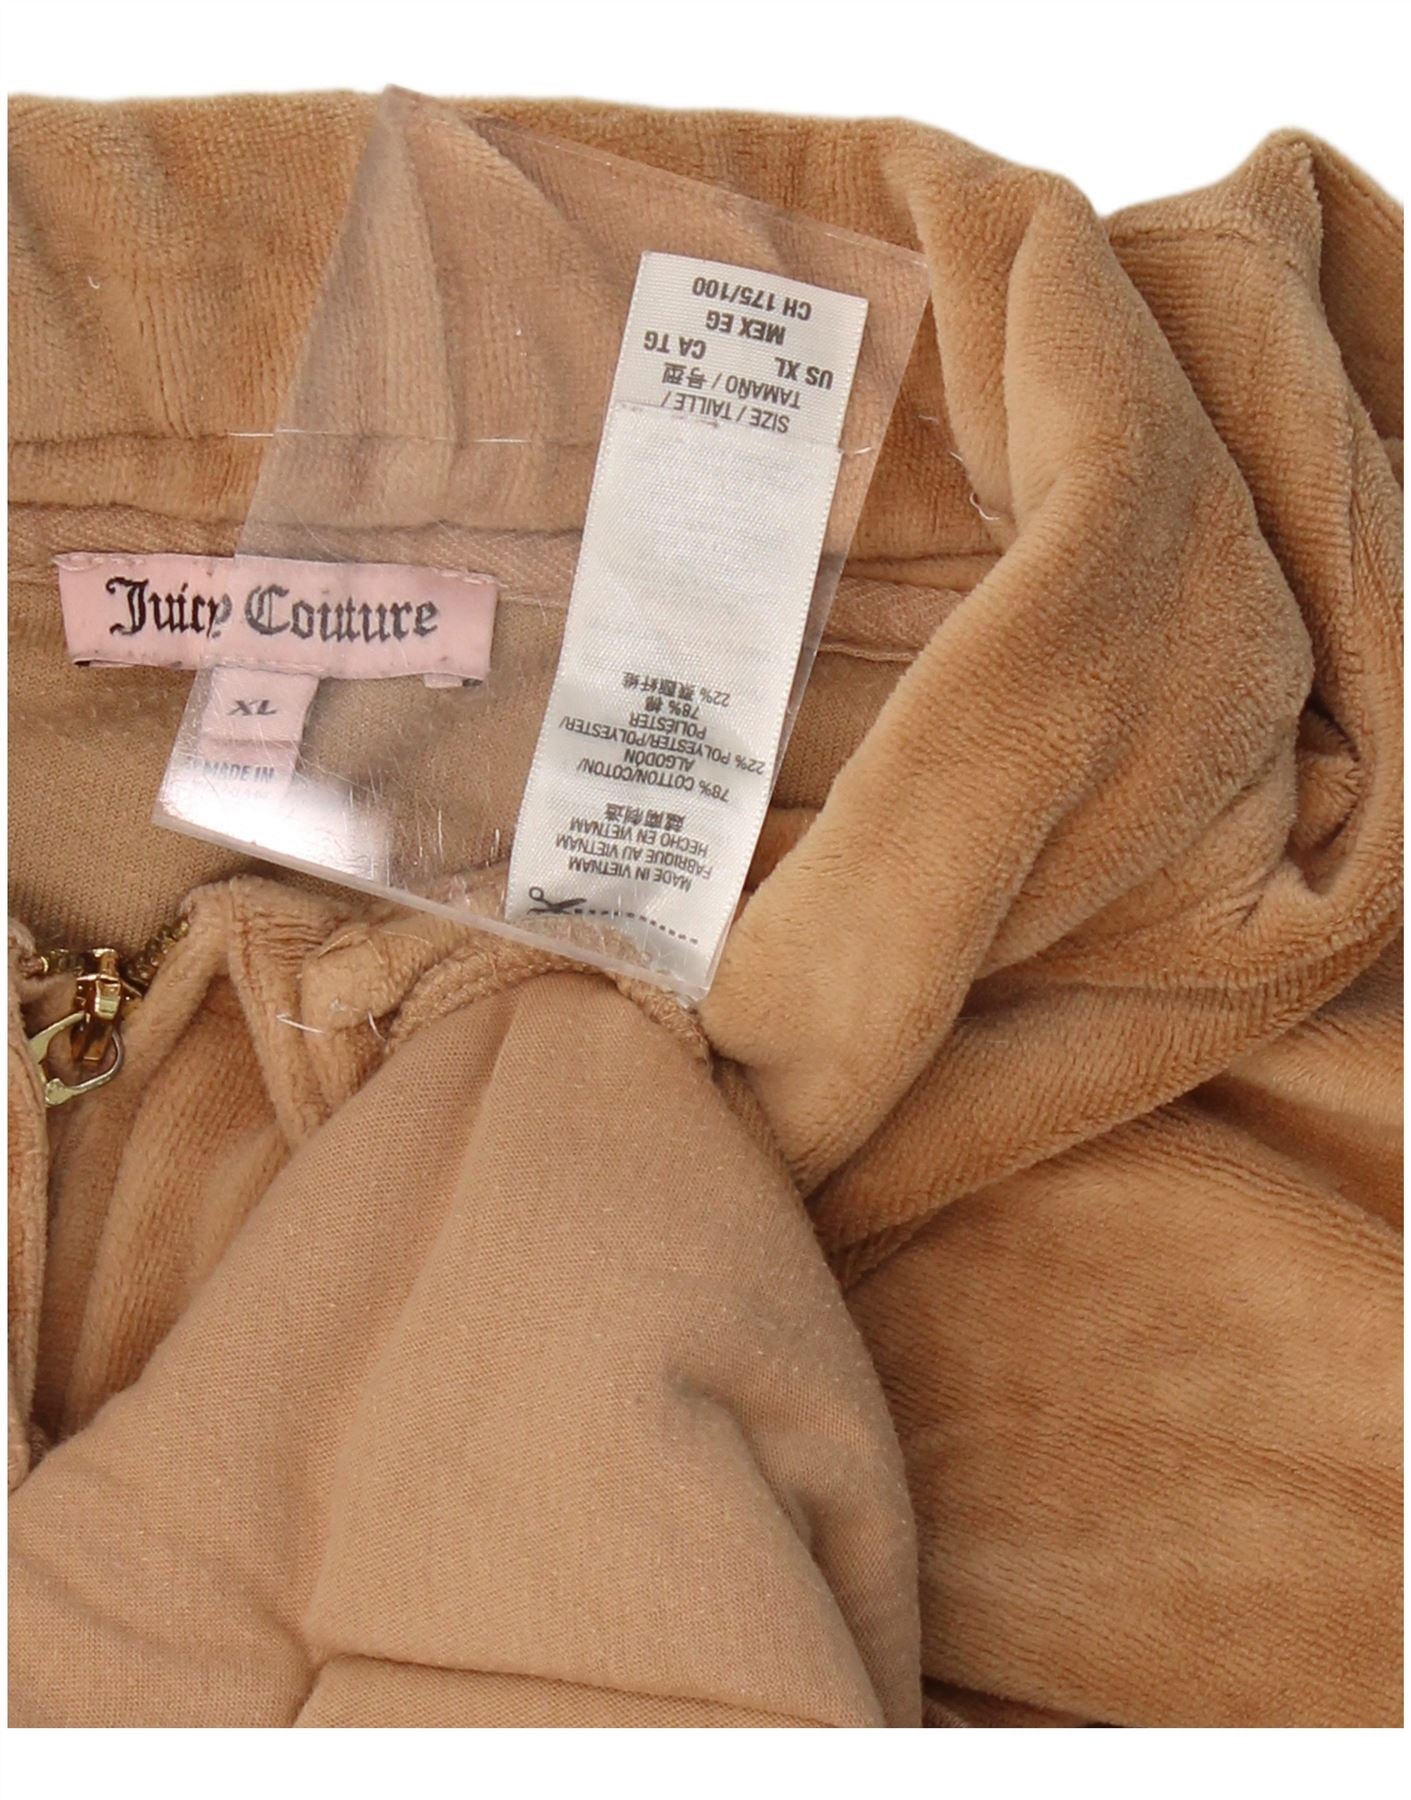 Juicy Couture
XL
MADE IN
MADE IN VIETNAM
FABRIQUE AU VIETNAM
HECHO EN VIETNAM
越南制造
78% COTTON/COTON/
ALGODÓN
22% POLYESTER/POLYESTER/
POLIÉSTER
78% 棉
22% 聚酯纤维
SIZE / TAILLE /
TAMAÑO / 号型
US XL CA TG
MEX EG
CH 175/100